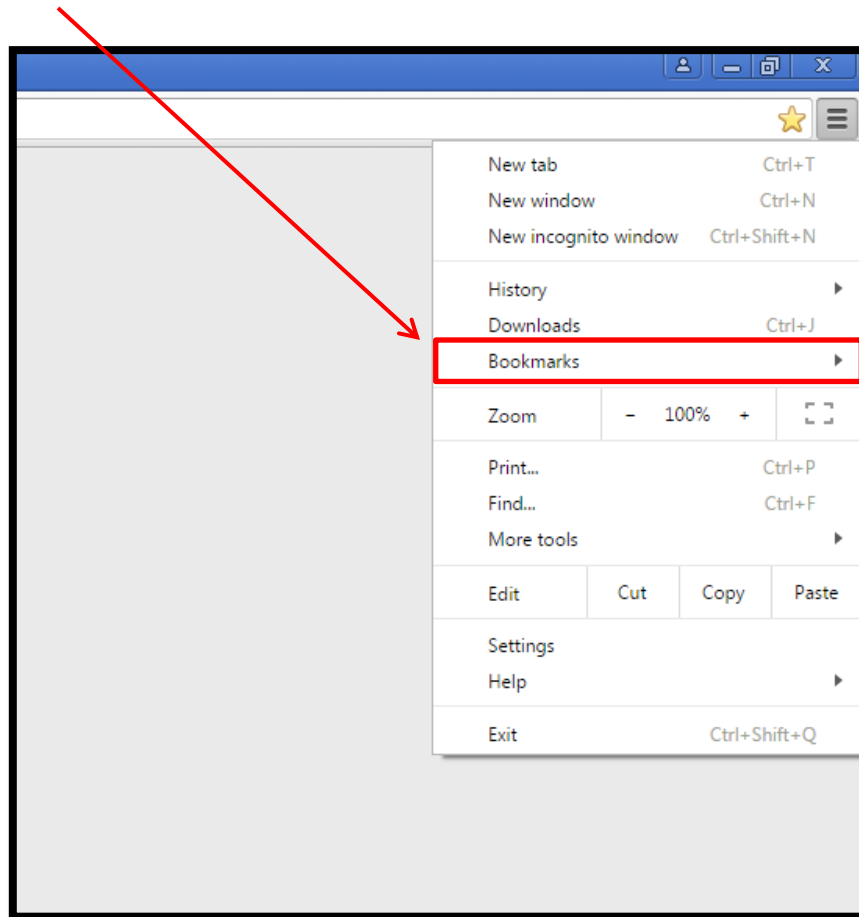 New tab Ctrl+T
New window Ctrl+N
New incognito window Ctrl+Shift+N
History
Downloads Ctrl+J
Bookmarks
Zoom - 100% +
Print... Ctrl+P
Find... Ctrl+F
More tools
Edit Cut Copy Paste
Settings
Help
Exit Ctrl+Shift+Q